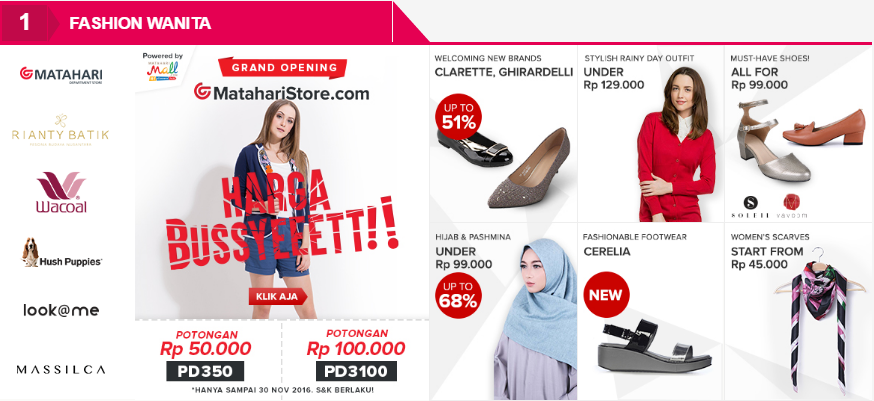 1 FASHION WANITA
MATAHARI
DEPARTMENT STORE
RIANTY BATIK
Wacoal
Hush Puppies
look@me
MASSILCA
Powered by
MATAHARI
Mall
GRAND OPENING
MatahariStore.com
HARGA
BUSSYEEETT!!
KLIK AJA
POTONGAN
Rp 50.000
PD350
POTONGAN
Rp 100.000
PD3100
*HANYA SAMPAI 30 NOV 2016. S&K BERLAKU!
WELCOMING NEW BRANDS
CLARETTE, GHIRARDELLI
UP TO
51%
STYLISH RAINY DAY OUTFIT
UNDER
Rp 129.000
MUST-HAVE SHOES!
ALL FOR
Rp 99.000
S
SOLEIL
vavoom
HIJAB & PASHMINA
UNDER
Rp 99.000
UP TO
68%
FASHIONABLE FOOTWEAR
CERELIA
NEW
WOMEN'S SCARVES
START FROM
Rp 45.000